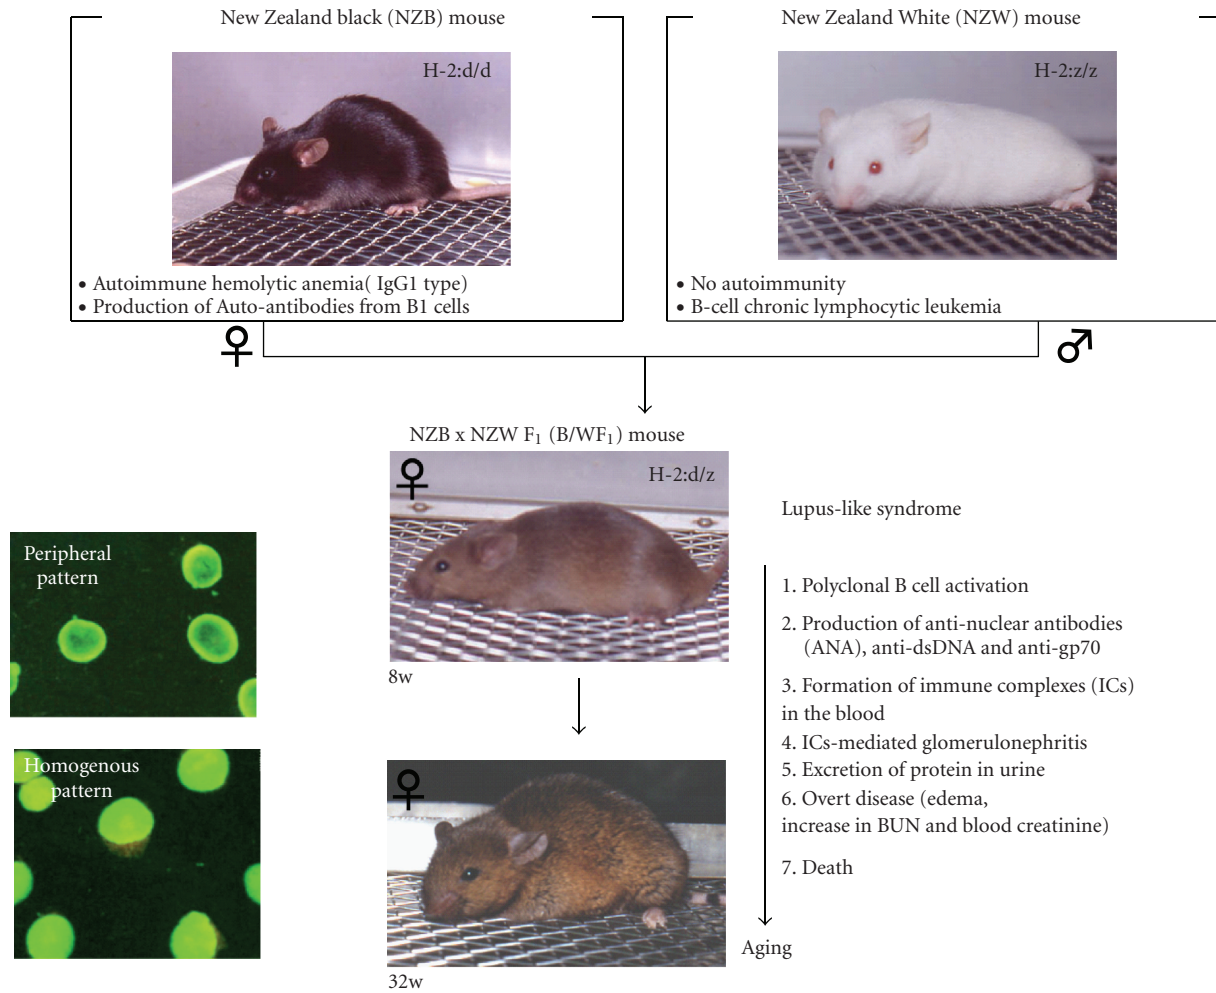 New Zealand black (NZB) mouse
H-2:d/d
• Autoimmune hemolytic anemia( IgG1 type)
• Production of Auto-antibodies from B1 cells
♀
New Zealand White (NZW) mouse
H-2:z/z
• No autoimmunity
• B-cell chronic lymphocytic leukemia
♂
NZB x NZW F₁ (B/WF₁) mouse
♀
H-2:d/z
8w
♀
32w
Peripheral
pattern
Homogenous
pattern
Lupus-like syndrome
1. Polyclonal B cell activation
2. Production of anti-nuclear antibodies
(ANA), anti-dsDNA and anti-gp70
3. Formation of immune complexes (ICs)
in the blood
4. ICs-mediated glomerulonephritis
5. Excretion of protein in urine
6. Overt disease (edema,
increase in BUN and blood creatinine)
7. Death
Aging